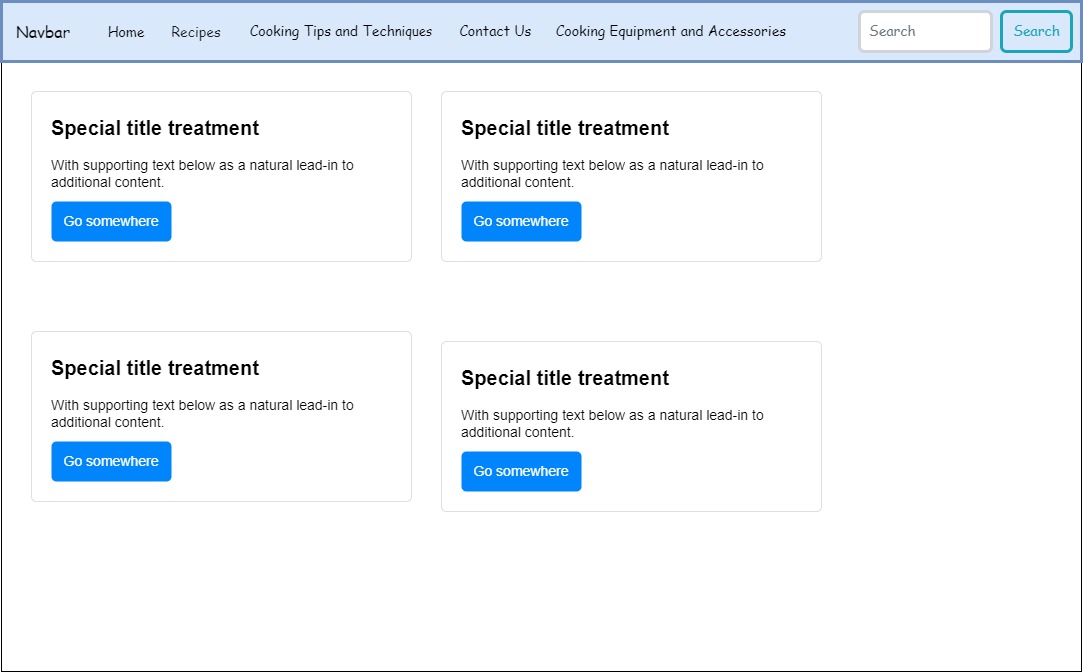 Navbar Home Recipes Cooking Tips and Techniques Contact Us Cooking Equipment and Accessories Search Search
Special title treatment
With supporting text below as a natural lead-in to
additional content.
Go somewhere
Special title treatment
With supporting text below as a natural lead-in to
additional content.
Go somewhere
Special title treatment
With supporting text below as a natural lead-in to
additional content.
Go somewhere
Special title treatment
With supporting text below as a natural lead-in to
additional content.
Go somewhere